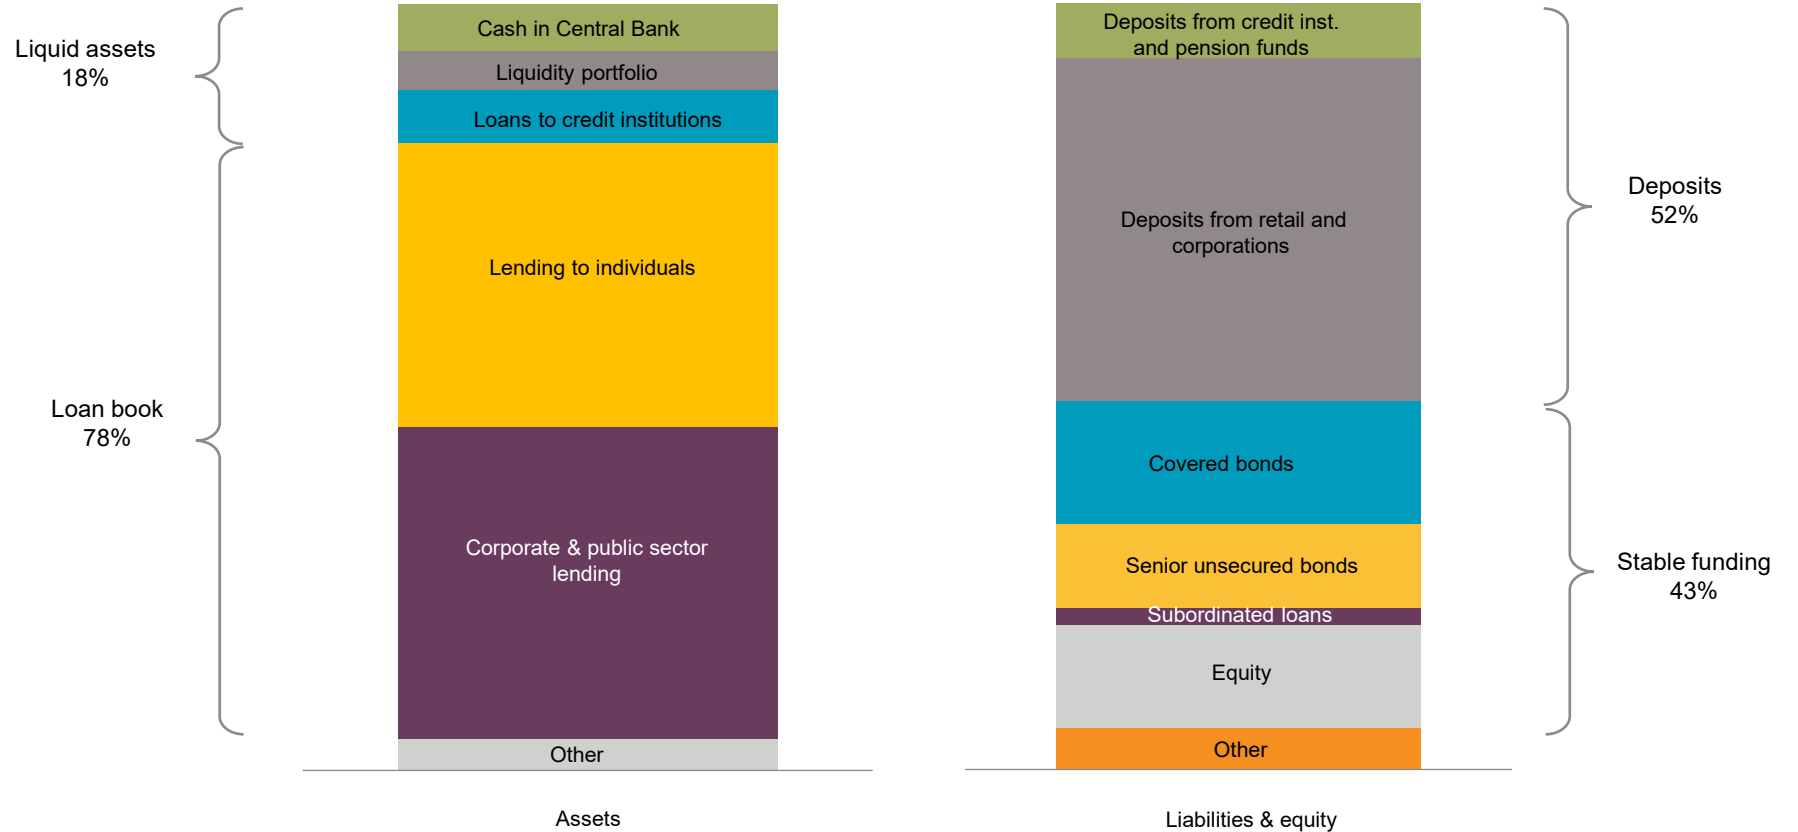 Liquid assets
18%
Loan book
78%
Cash in Central Bank
Liquidity portfolio
Loans to credit institutions
Lending to individuals
Corporate & public sector
lending
Other
Assets
Deposits from credit inst.
and pension funds
Deposits from retail and
corporations
Covered bonds
Senior unsecured bonds
Subordinated loans
Equity
Other
Liabilities & equity
Deposits
52%
Stable funding
43%